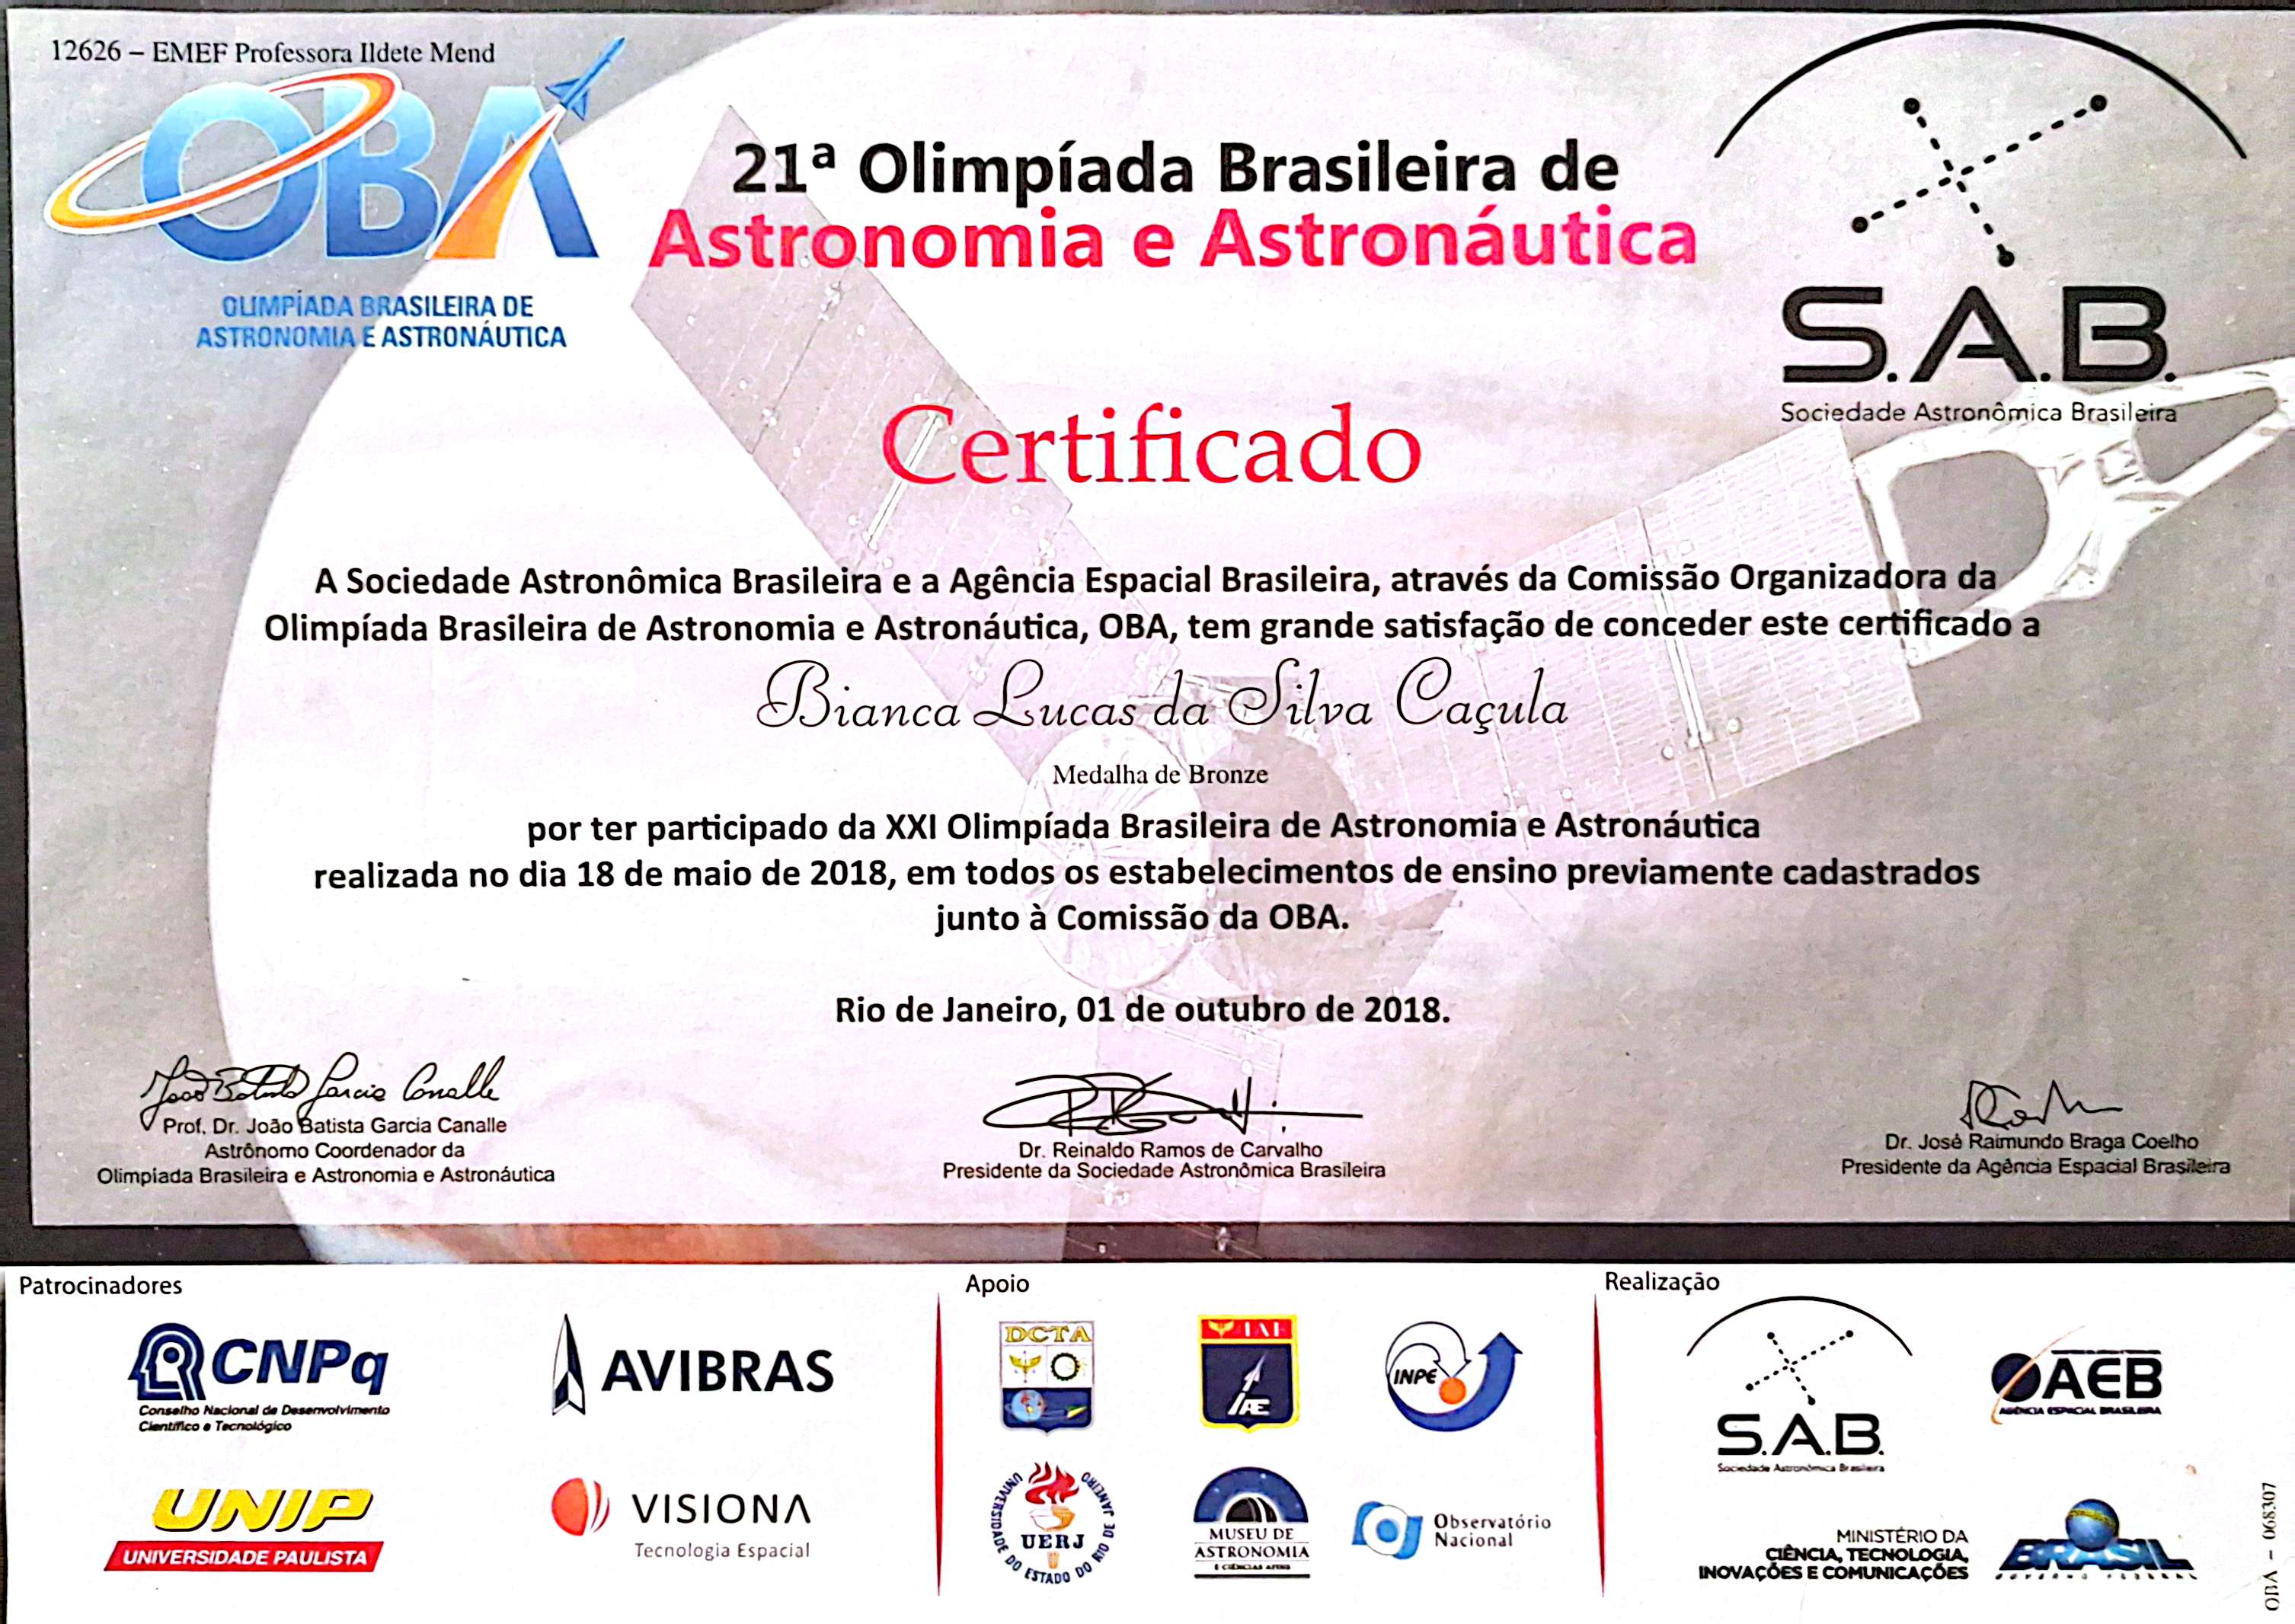 12626 – EMEF Professora Ildete Mend
OBA
OLIMPÍADA BRASILEIRA DE
ASTRONOMIA E ASTRONÁUTICA
21ª Olimpíada Brasileira de
Astronomia e Astronáutica
S.A.B.
Sociedade Astronômica Brasileira
Certificado
A Sociedade Astronômica Brasileira e a Agência Espacial Brasileira, através da Comissão Organizadora da
Olimpíada Brasileira de Astronomia e Astronáutica, OBA, tem grande satisfação de conceder este certificado a
Bianca Lucas da Silva Caçula
Medalha de Bronze
por ter participado da XXI Olimpíada Brasileira de Astronomia e Astronáutica
realizada no dia 18 de maio de 2018, em todos os estabelecimentos de ensino previamente cadastrados
junto à Comissão da OBA.
Rio de Janeiro, 01 de outubro de 2018.
João Batista Garcia Canalle
Prof. Dr. João Batista Garcia Canalle
Astrônomo Coordenador da
Olimpíada Brasileira e Astronomia e Astronáutica
Dr. Reinaldo Ramos de Carvalho
Presidente da Sociedade Astronômica Brasileira
Dr. José Raimundo Braga Coelho
Presidente da Agência Espacial Brasileira
Patrocinadores
CNPq
Conselho Nacional de Desenvolvimento
Científico e Tecnológico
AVIBRAS
UNIP
UNIVERSIDADE PAULISTA
VISIONA
Tecnologia Espacial
Apoio
DCTA
IAE
IAE
INPE
UNIVERSIDADE DO ESTADO DO RIO DE JANEIRO
UERJ
MUSEU DE
ASTRONOMIA
E CIÊNCIAS AFINS
Observatório
Nacional
Realização
S.A.B.
Sociedade Astronômica Brasileira
AEB
AGÊNCIA ESPACIAL BRASILEIRA
MINISTÉRIO DA
CIÊNCIA, TECNOLOGIA,
INOVAÇÕES E COMUNICAÇÕES
BRASIL
GOVERNO FEDERAL
OBA – 068307